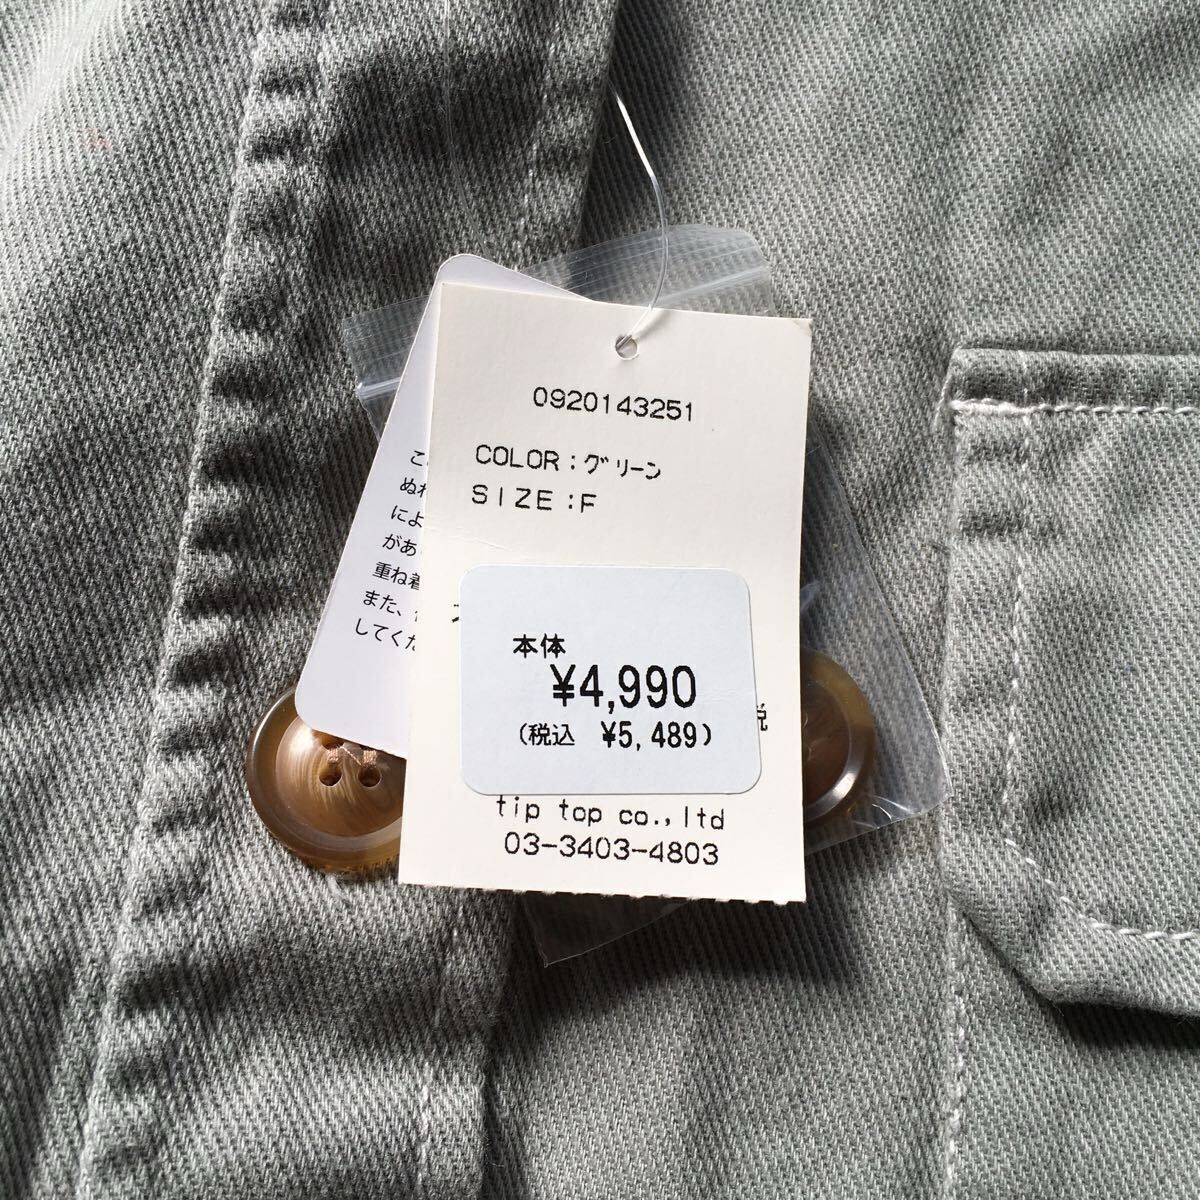 0920143251
COLOR:グリーン
SIZE:F
本体
¥4,990
(税込 ¥5,489)
税
tip top co.,ltd
03-3403-4803
ぬれ
によ
があ
重ね着
また、
してくだ